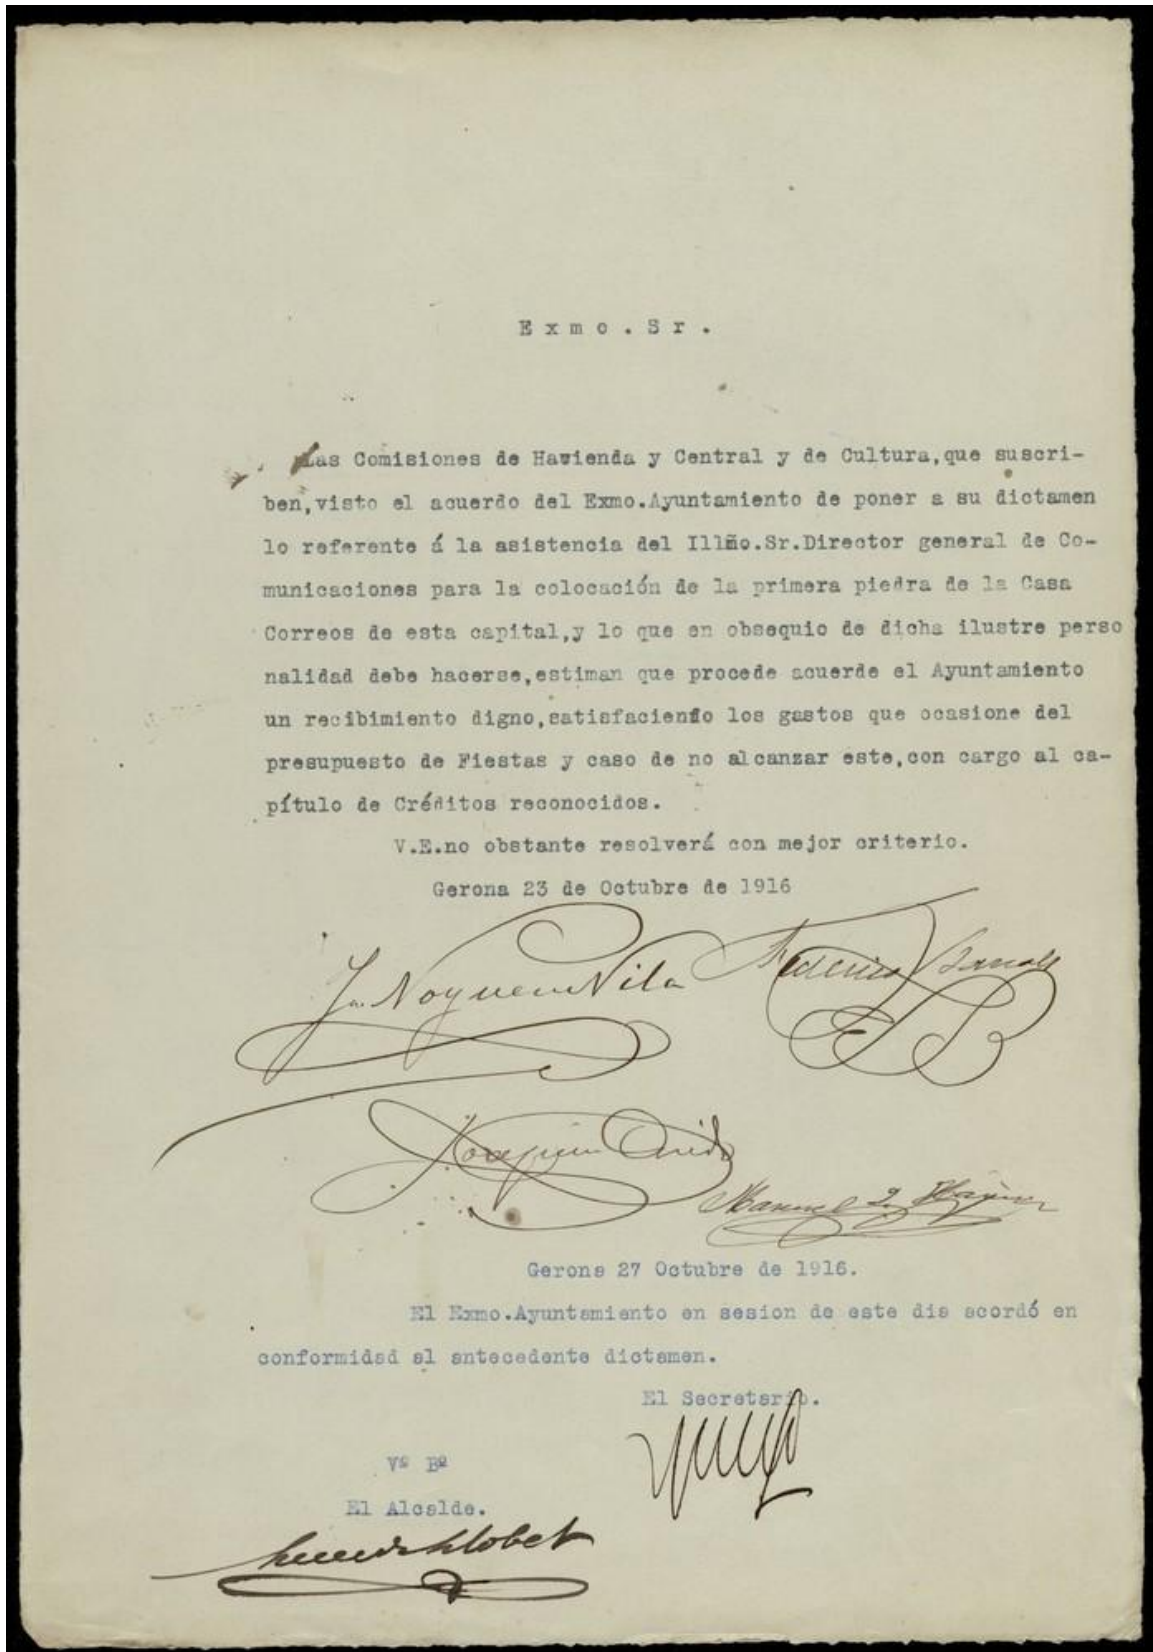 Exmo.Sr.
Las Comisiones de Hacienda y Central y de Cultura,que suscri-
ben,visto el acuerdo del Exmo.Ayuntamiento de poner a su dictamen
lo referente á la asistencia del Illmo.Sr.Director general de Co-
municaciones para la colocación de la primera piedra de la Casa
Correos de esta capital,y lo que en obsequio de dicha ilustre perso
nalidad debe hacerse,estiman que procede acuerde el Ayuntamiento
un recibimiento digno,satisfaciendo los gastos que ocasione del
presupuesto de Fiestas y caso de no alcanzar este,con cargo al ca-
pítulo de Créditos reconocidos.
V.E.no obstante resolverá con mejor criterio.
Gerona 23 de Octubre de 1916
Federico
Joaquin
Manuel
Gerona 27 Octubre de 1916.
El Exmo.Ayuntamiento en sesion de este dia acordó en
conformidad al antecedente dictamen.
El Secretario.
Vº Bº
El Alcalde.